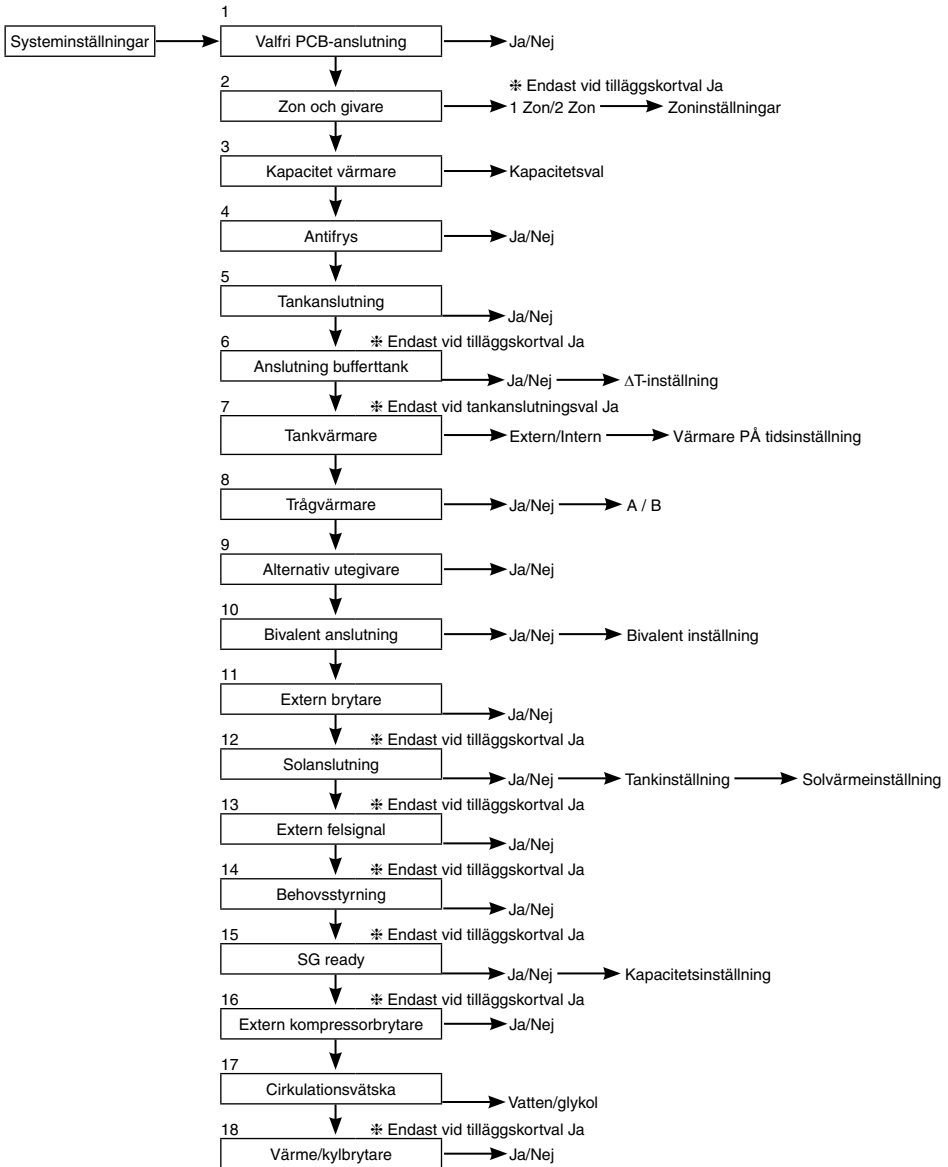 1
Systeminställningar Valfri PCB-anslutning Ja/Nej
2
❈ Endast vid tilläggskortval Ja
Zon och givare 1 Zon/2 Zon Zoninställningar
3
Kapacitet värmare Kapacitetsval
4
Antifrys Ja/Nej
5
Tankanslutning Ja/Nej
6 ❈ Endast vid tilläggskortval Ja
Anslutning bufferttank Ja/Nej ΔT-inställning
7 ❈ Endast vid tankanslutningsval Ja
Tankvärmare Extern/Intern Värmare PÅ tidsinställning
8
Trågvärmare Ja/Nej A / B
9
Alternativ utegivare Ja/Nej
10
Bivalent anslutning Ja/Nej Bivalent inställning
11
Extern brytare Ja/Nej
12 ❈ Endast vid tilläggskortval Ja
Solanslutning Ja/Nej Tankinställning Solvärmeinställning
13 ❈ Endast vid tilläggskortval Ja
Extern felsignal Ja/Nej
14 ❈ Endast vid tilläggskortval Ja
Behovsstyrning Ja/Nej
15 ❈ Endast vid tilläggskortval Ja
SG ready Ja/Nej Kapacitetsinställning
16 ❈ Endast vid tilläggskortval Ja
Extern kompressorbrytare Ja/Nej
17
Cirkulationsvätska Vatten/glykol
18 ❈ Endast vid tilläggskortval Ja
Värme/kylbrytare Ja/Nej